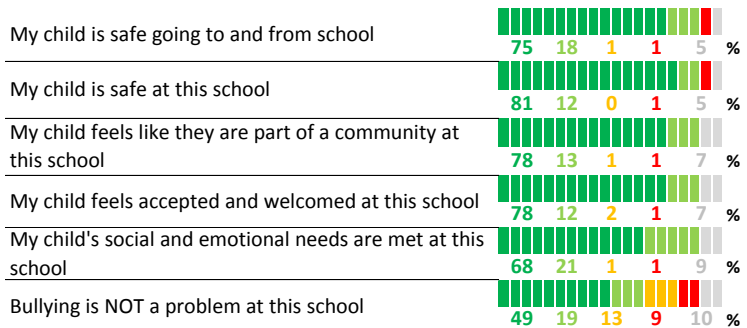 My child is safe going to and from school
75 18 1 1 5 %
My child is safe at this school
81 12 0 1 5 %
My child feels like they are part of a community at
this school
78 13 1 1 7 %
My child feels accepted and welcomed at this school
78 12 2 1 7 %
My child's social and emotional needs are met at this
school
68 21 1 1 9 %
Bullying is NOT a problem at this school
49 19 13 9 10 %